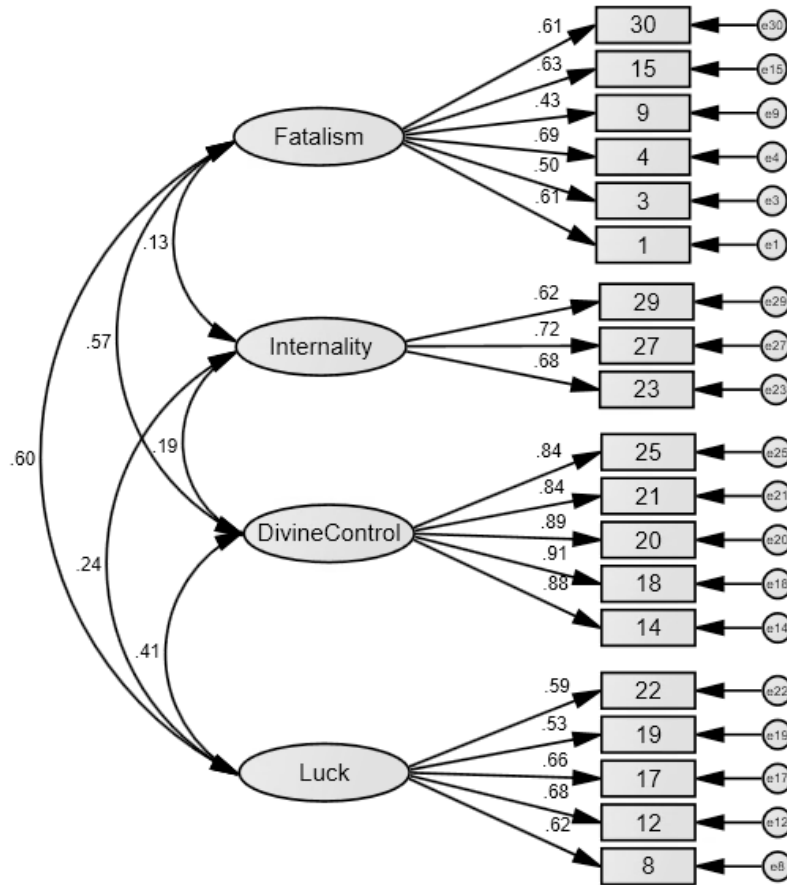 .61 30 e30
.63 15 e15
.43 9 e9
Fatalism
.69 4 e4
.50 3 e3
.61 1 e1
.13
.62 29 e29
.57 Internality .72 27 e27
.68 23 e23
.60 .19
.84 25 e25
.84 21 e21
DivineControl .89 20 e20
.24 .91 18 e18
.88 14 e14
.41
.59 22 e22
.53 19 e19
Luck .66 17 e17
.68 12 e12
.62 8 e8